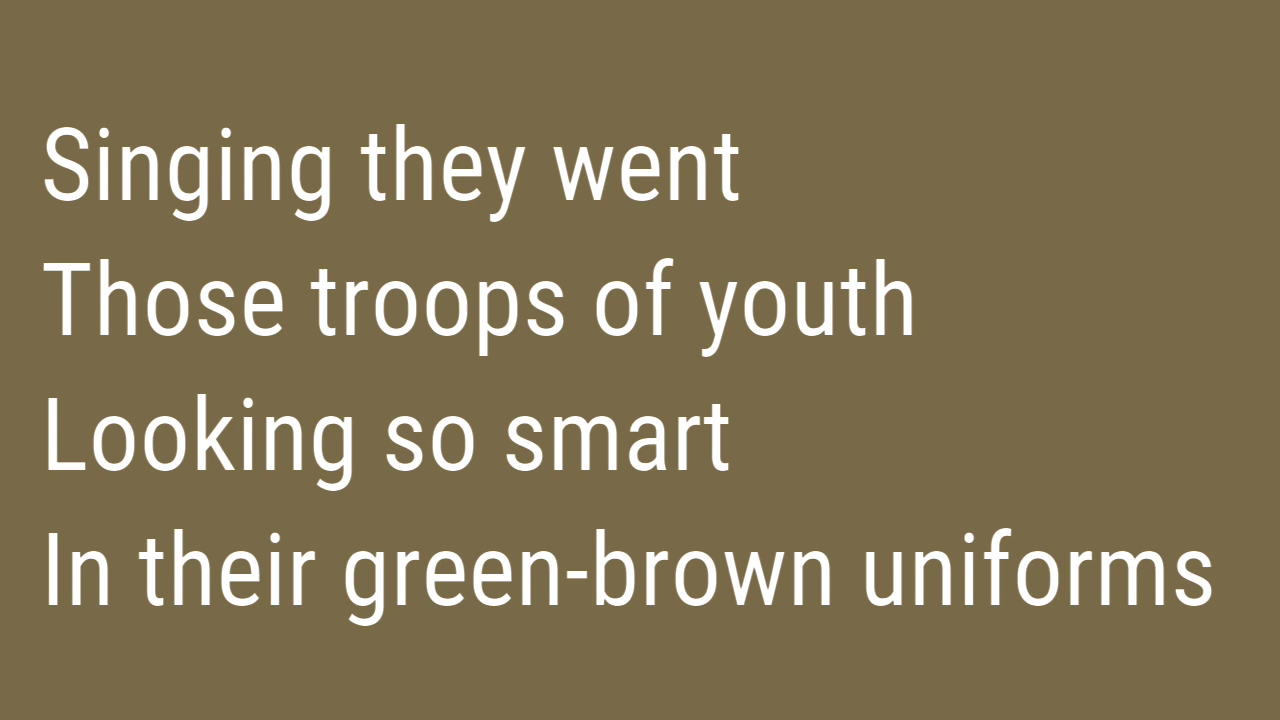 Singing they went
Those troops of youth
Looking so smart
In their green-brown uniforms